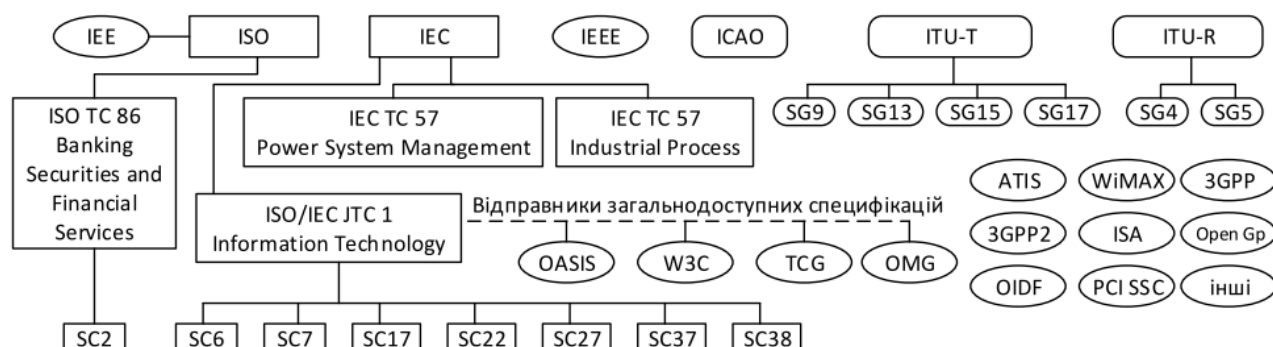 IEE
ISO
IEC
IEEE
ICAO
ITU-T
ITU-R
ISO TC 86
Banking
Securities and
Financial
Services
IEC TC 57
Power System Management
IEC TC 57
Industrial Process
SG9
SG13
SG15
SG17
SG4
SG5
ISO/IEC JTC 1
Information Technology
Відправники загальнодоступних специфікацій
OASIS
W3C
TCG
OMG
ATIS
WiMAX
3GPP
3GPP2
ISA
Open Gp
OIDF
PCI SSC
інші
SC2
SC6
SC7
SC17
SC22
SC27
SC37
SC38